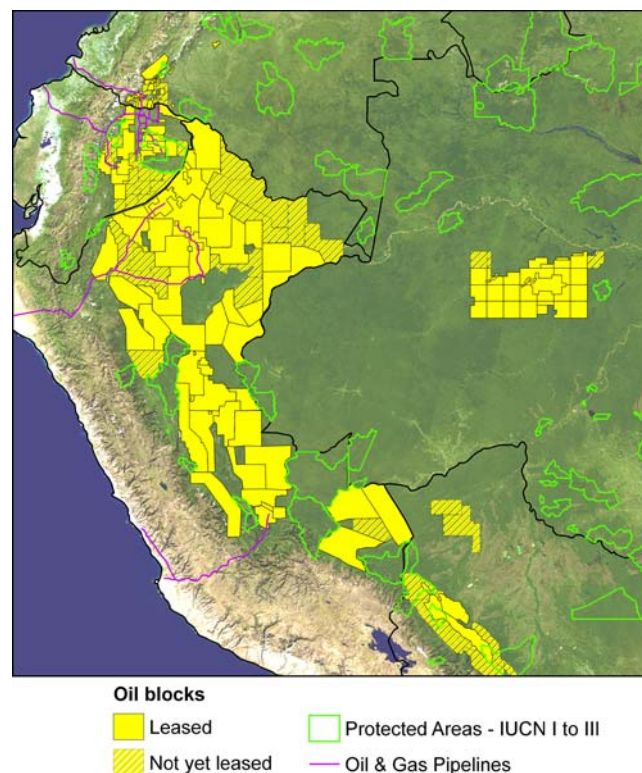 Oil blocks
Leased
Not yet leased
Protected Areas - IUCN I to III
Oil & Gas Pipelines